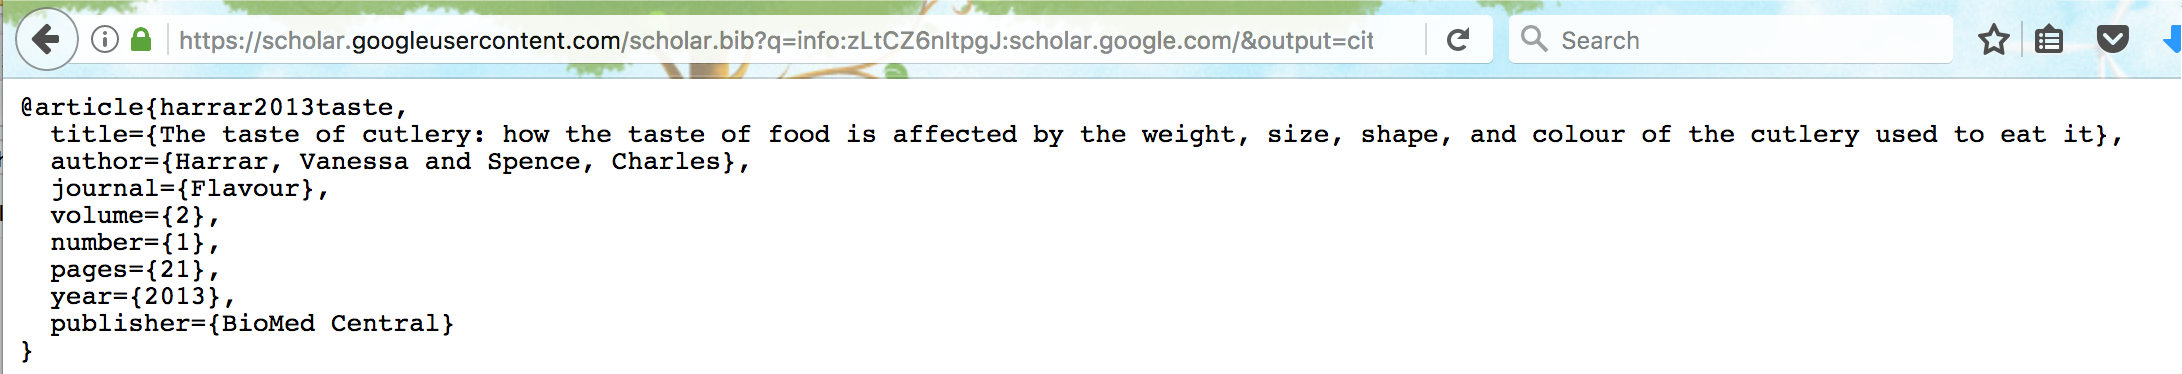 https://scholar.googleusercontent.com/scholar.bib?q=info:zLtCZ6nItpgJ:scholar.google.com/&output=cit
Search
@article{harrar2013taste,
  title={The taste of cutlery: how the taste of food is affected by the weight, size, shape, and colour of the cutlery used to eat it},
  author={Harrar, Vanessa and Spence, Charles},
  journal={Flavour},
  volume={2},
  number={1},
  pages={21},
  year={2013},
  publisher={BioMed Central}
}